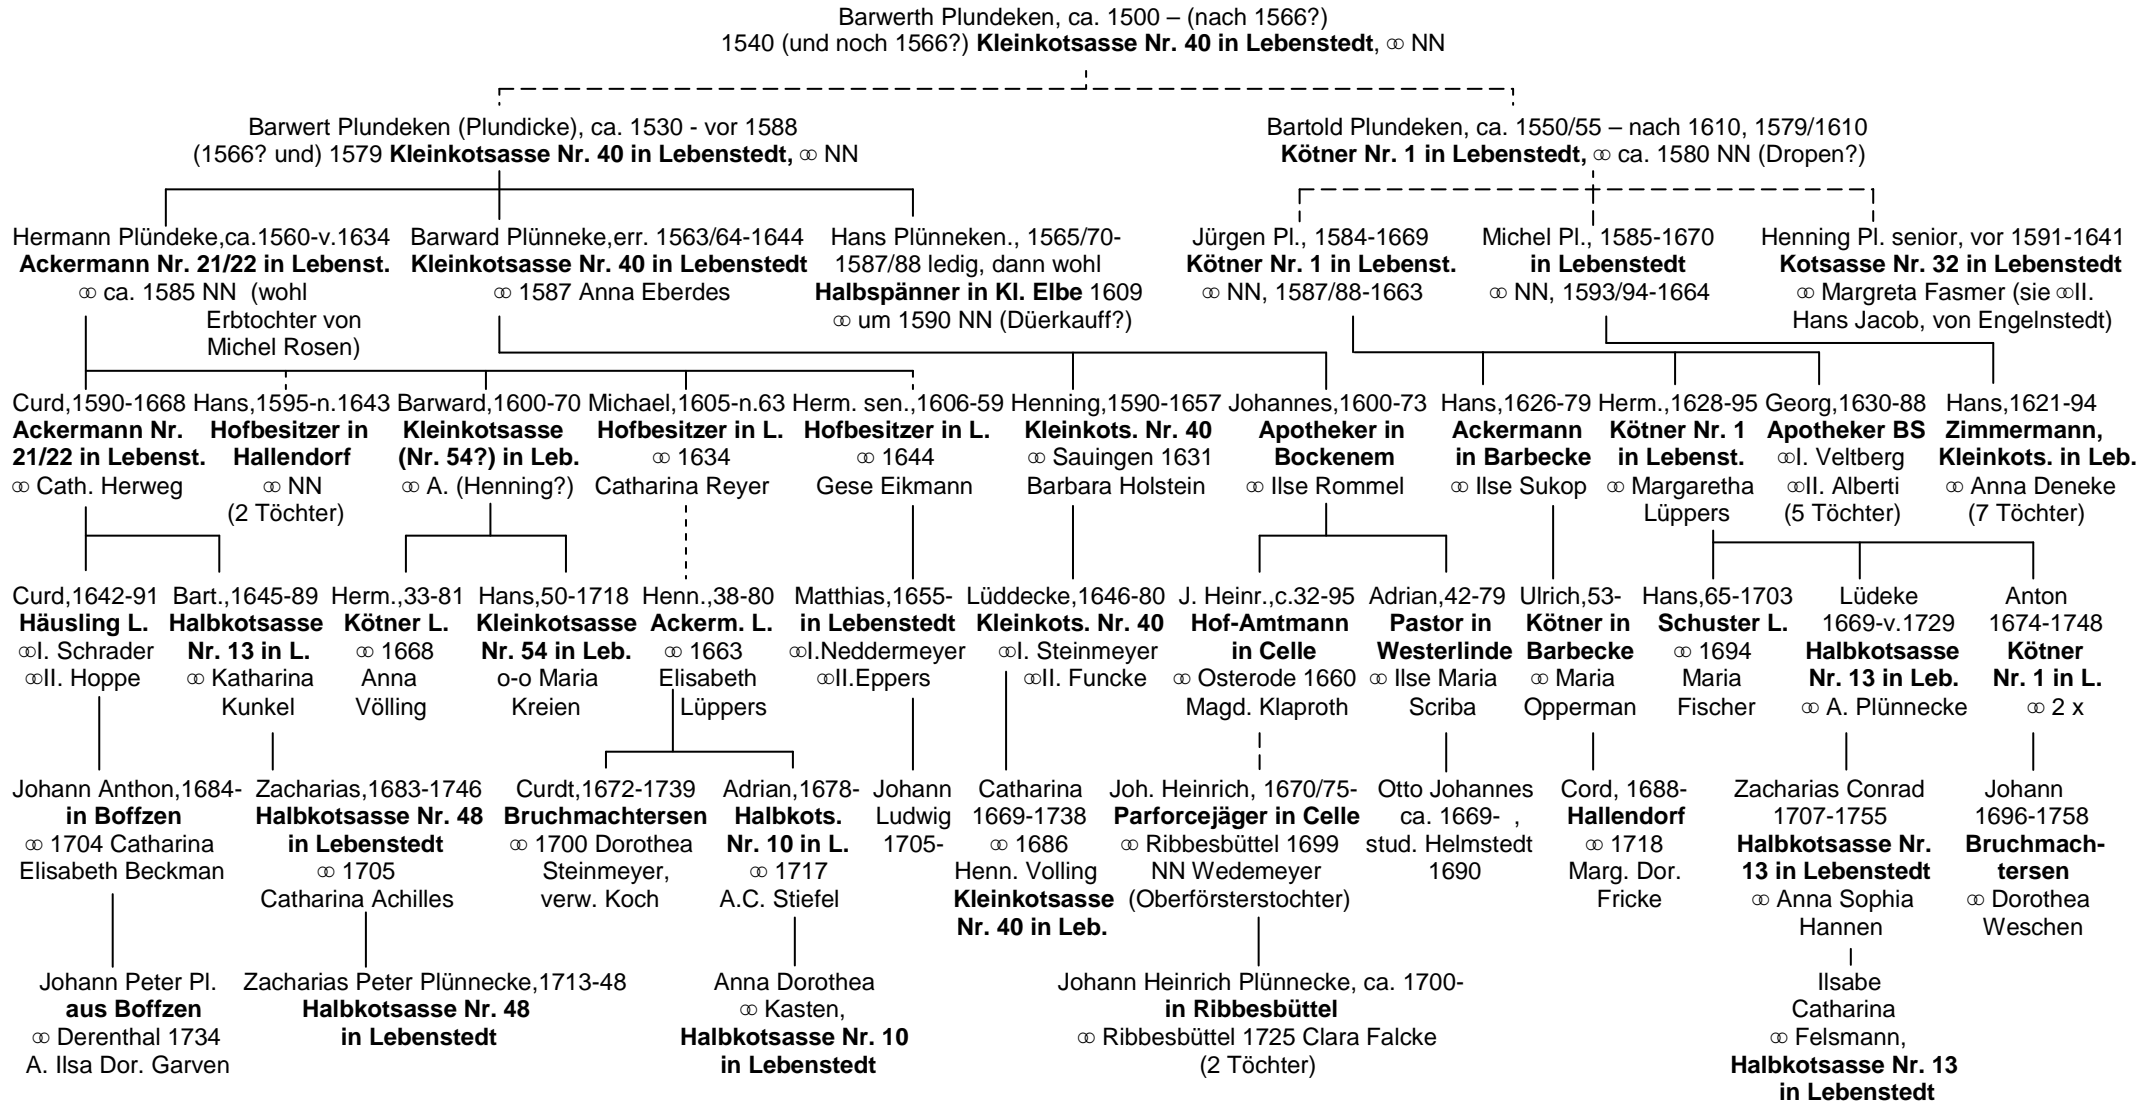 Barwerth Plundeken, ca. 1500 – (nach 1566?)
1540 (und noch 1566?) Kleinkotsasse Nr. 40 in Lebenstedt, ⚭ NN
Barwert Plundeken (Plundicke), ca. 1530 - vor 1588
(1566? und) 1579 Kleinkotsasse Nr. 40 in Lebenstedt, ⚭ NN
Bartold Plundeken, ca. 1550/55 – nach 1610, 1579/1610
Kötner Nr. 1 in Lebenstedt, ⚭ ca. 1580 NN (Dropen?)
Hermann Plündeke,ca.1560-v.1634
Ackermann Nr. 21/22 in Lebenst.
⚭ ca. 1585 NN (wohl
Erbtochter von
Michel Rosen)
Barward Plünneke,err. 1563/64-1644
Kleinkotsasse Nr. 40 in Lebenstedt
⚭ 1587 Anna Eberdes
Hans Plünneken., 1565/70-
1587/88 ledig, dann wohl
Halbspänner in Kl. Elbe 1609
⚭ um 1590 NN (Düerkauff?)
Jürgen Pl., 1584-1669
Kötner Nr. 1 in Lebenst.
⚭ NN, 1587/88-1663
Michel Pl., 1585-1670
in Lebenstedt
⚭ NN, 1593/94-1664
Henning Pl. senior, vor 1591-1641
Kotsasse Nr. 32 in Lebenstedt
⚭ Margreta Fasmer (sie ⚭II.
Hans Jacob, von Engelnstedt)
Curd,1590-1668
Ackermann Nr.
21/22 in Lebenst.
⚭ Cath. Herweg
Hans,1595-n.1643
Hofbesitzer in
Hallendorf
⚭ NN
(2 Töchter)
Barward,1600-70
Kleinkotsasse
(Nr. 54?) in Leb.
⚭ A. (Henning?)
Michael,1605-n.63
Hofbesitzer in L.
⚭ 1634
Catharina Reyer
Herm. sen.,1606-59
Hofbesitzer in L.
⚭ 1644
Gese Eikmann
Henning,1590-1657
Kleinkots. Nr. 40
⚭ Sauingen 1631
Barbara Holstein
Johannes,1600-73
Apotheker in
Bockenem
⚭ Ilse Rommel
Hans,1626-79
Ackermann
in Barbecke
⚭ Ilse Sukop
Herm.,1628-95
Kötner Nr. 1
in Lebenst.
⚭ Margaretha
Lüppers
Georg,1630-88
Apotheker BS
⚭I. Veltberg
⚭II. Alberti
(5 Töchter)
Hans,1621-94
Zimmermann,
Kleinkots. in Leb.
⚭ Anna Deneke
(7 Töchter)
Curd,1642-91
Häusling L.
⚭I. Schrader
⚭II. Hoppe
Bart.,1645-89
Halbkotsasse
Nr. 13 in L.
⚭ Katharina
Kunkel
Herm.,33-81
Kötner L.
⚭ 1668
Anna
Völling
Hans,50-1718
Kleinkotsasse
Nr. 54 in Leb.
o-o Maria
Kreien
Henn.,38-80
Ackerm. L.
⚭ 1663
Elisabeth
Lüppers
Matthias,1655-
in Lebenstedt
⚭I.Neddermeyer
⚭II.Eppers
Lüddecke,1646-80
Kleinkots. Nr. 40
⚭I. Steinmeyer
⚭II. Funcke
J. Heinr.,c.32-95
Hof-Amtmann
in Celle
⚭ Osterode 1660
Magd. Klaproth
Adrian,42-79
Pastor in
Westerlinde
⚭ Ilse Maria
Scriba
Ulrich,53-
Kötner in
Barbecke
⚭ Maria
Opperman
Hans,65-1703
Schuster L.
⚭ 1694
Maria
Fischer
Lüdeke
1669-v.1729
Halbkotsasse
Nr. 13 in Leb.
⚭ A. Plünnecke
Anton
1674-1748
Kötner
Nr. 1 in L.
⚭ 2 x
Johann Anthon,1684-
in Boffzen
⚭ 1704 Catharina
Elisabeth Beckman
Zacharias,1683-1746
Halbkotsasse Nr. 48
in Lebenstedt
⚭ 1705
Catharina Achilles
Curdt,1672-1739
Bruchmachtersen
⚭ 1700 Dorothea
Steinmeyer,
verw. Koch
Adrian,1678-
Halbkots.
Nr. 10 in L.
⚭ 1717
A.C. Stiefel
Johann
Ludwig
1705-
Catharina
1669-1738
⚭ 1686
Henn. Volling
Kleinkotsasse
Nr. 40 in Leb.
Joh. Heinrich, 1670/75-
Parforcejäger in Celle
⚭ Ribbesbüttel 1699
NN Wedemeyer
(Oberförsterstochter)
Otto Johannes
ca. 1669- ,
stud. Helmstedt
1690
Cord, 1688-
Hallendorf
⚭ 1718
Marg. Dor.
Fricke
Zacharias Conrad
1707-1755
Halbkotsasse Nr.
13 in Lebenstedt
⚭ Anna Sophia
Hannen
Johann
1696-1758
Bruchmach-
tersen
⚭ Dorothea
Weschen
Johann Peter Pl.
aus Boffzen
⚭ Derenthal 1734
A. Ilsa Dor. Garven
Zacharias Peter Plünnecke,1713-48
Halbkotsasse Nr. 48
in Lebenstedt
Anna Dorothea
⚭ Kasten,
Halbkotsasse Nr. 10
in Lebenstedt
Johann Heinrich Plünnecke, ca. 1700-
in Ribbesbüttel
⚭ Ribbesbüttel 1725 Clara Falcke
(2 Töchter)
Ilsabe
Catharina
⚭ Felsmann,
Halbkotsasse Nr. 13
in Lebenstedt